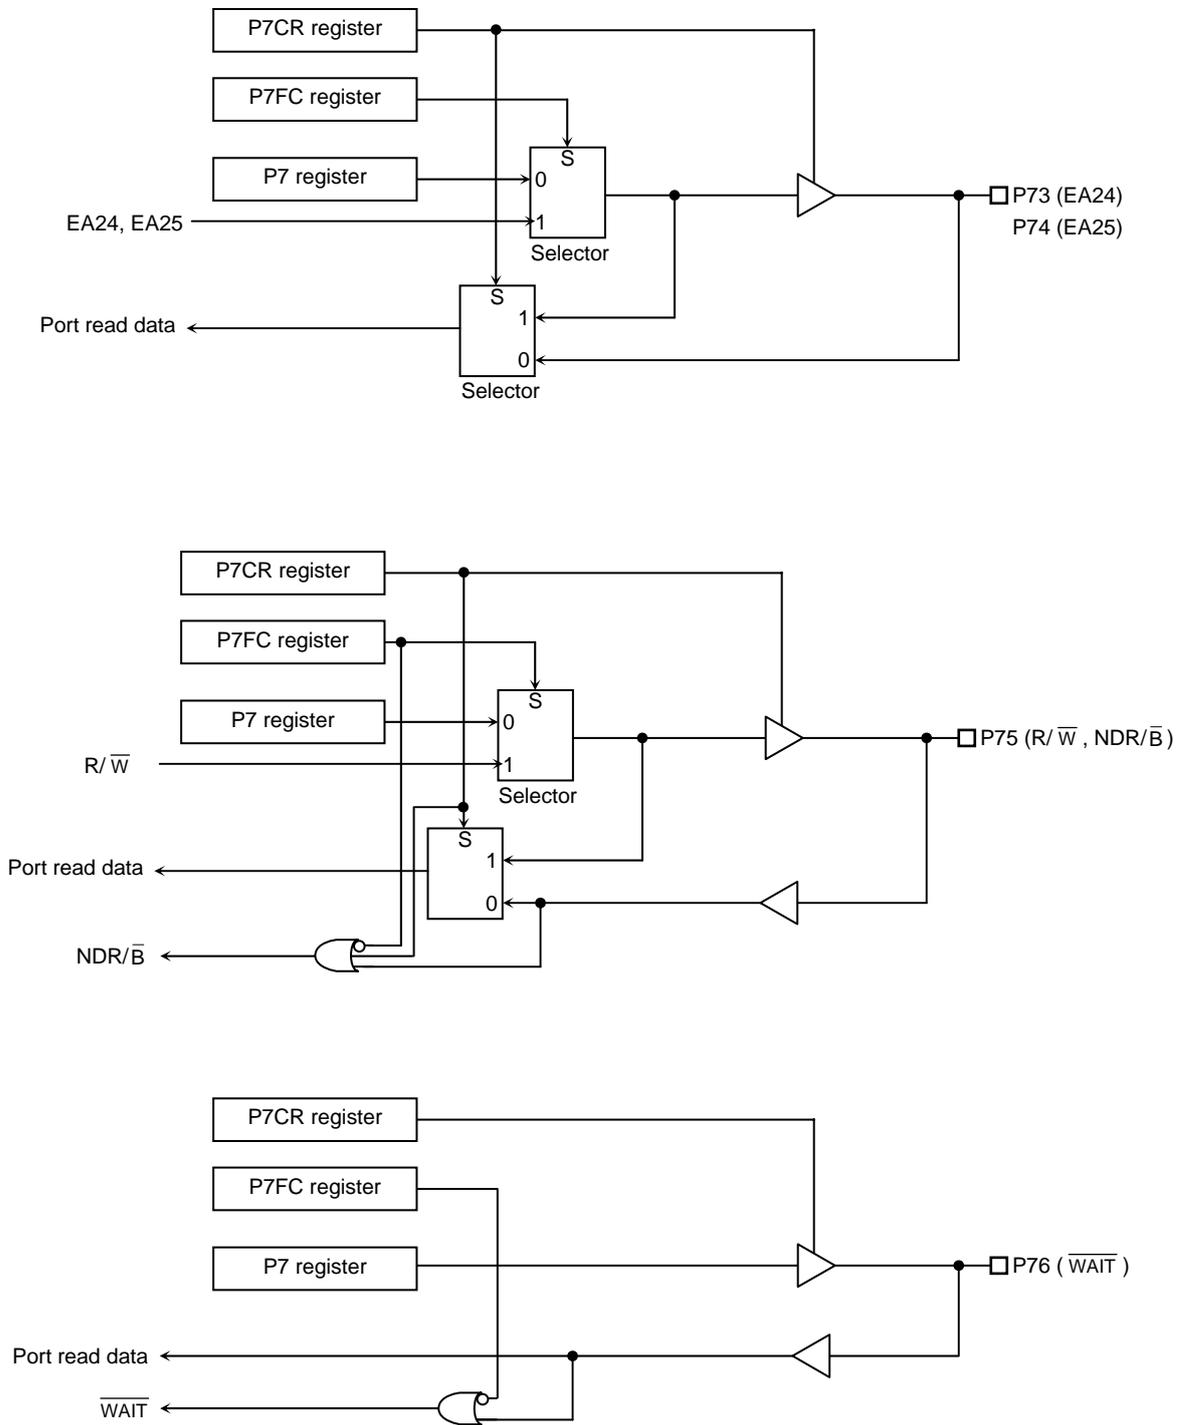 P7CR register
P7FC register
S
P7 register
0
P73 (EA24)
EA24, EA25
1
P74 (EA25)
Selector
S
1
Port read data
0
Selector
P7CR register
P7FC register
S
P7 register
0
P75 (R/W̅ , NDR/B̅ )
R/W̅
1
Selector
S
1
Port read data
0
NDR/B̅
P7CR register
P7FC register
P7 register
P76 ( W̅A̅I̅T̅ )
Port read data
W̅A̅I̅T̅